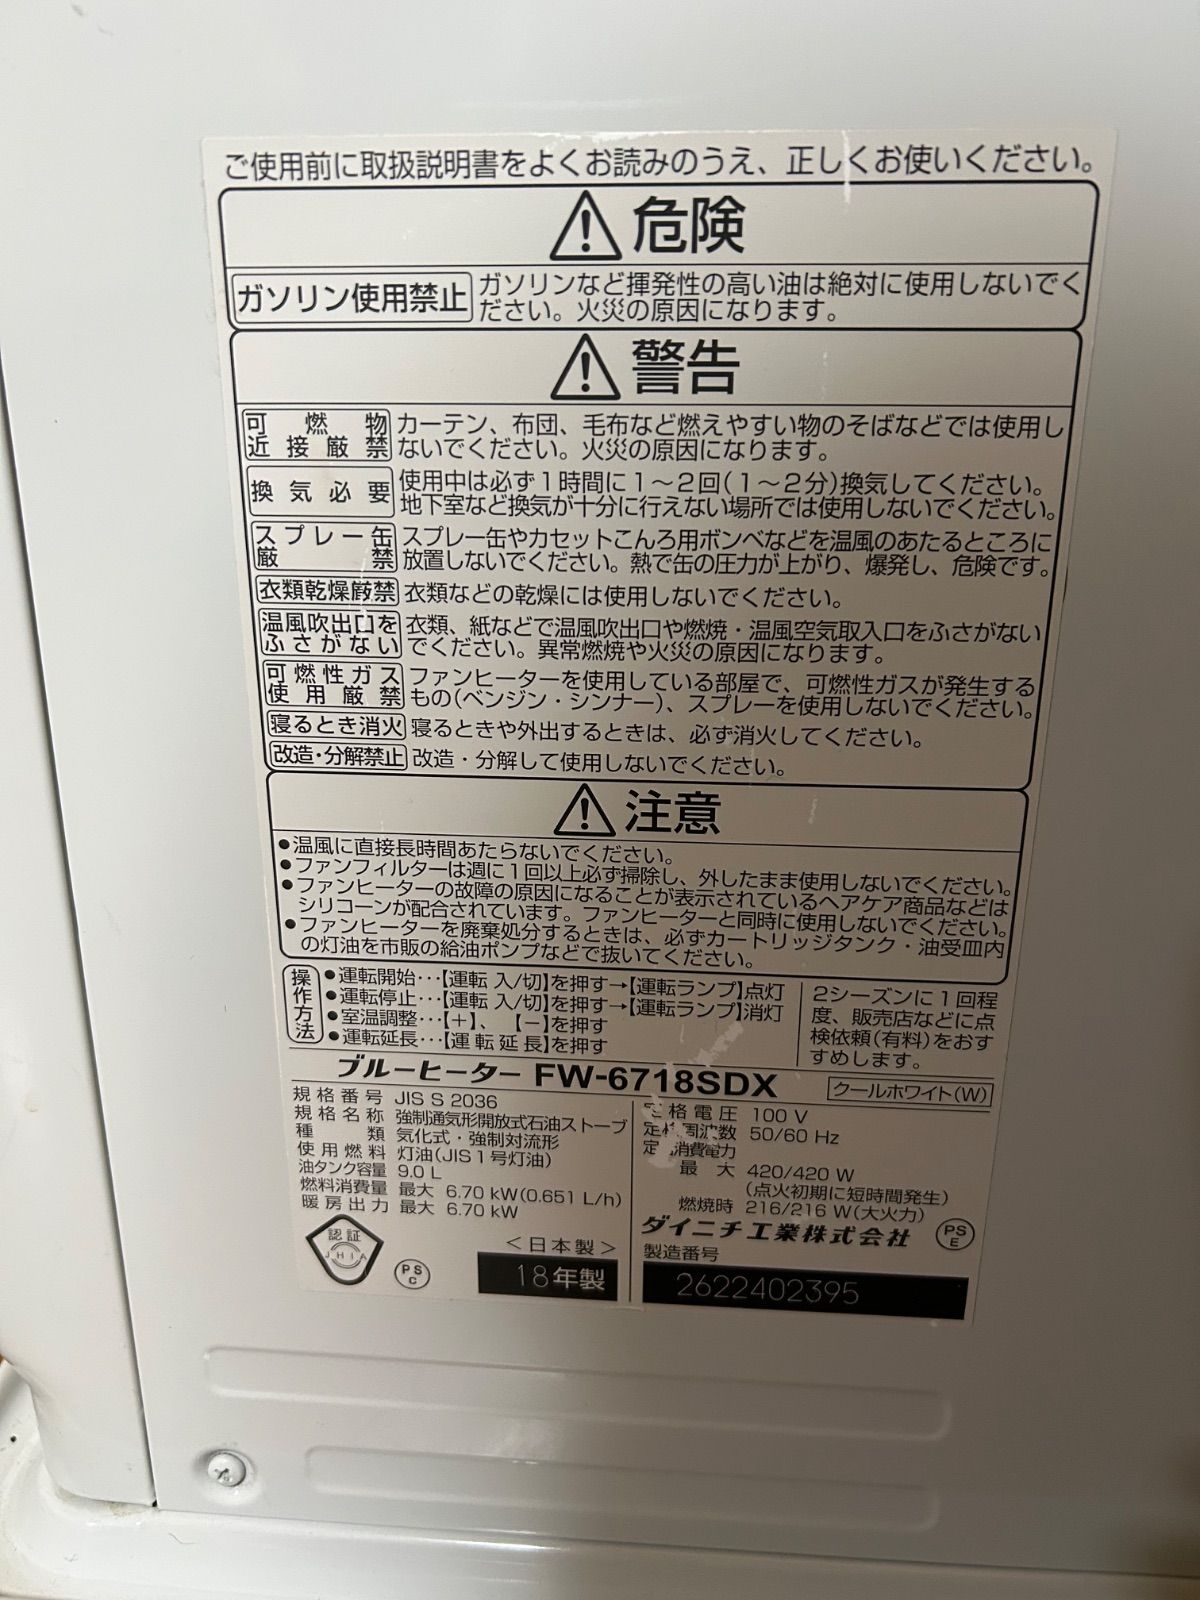 ご使用前に取扱説明書をよくお読みのうえ、正しくお使いください。
危険
ガソリン使用禁止
ガソリンなど揮発性の高い油は絶対に使用しないでく
ださい。火災の原因になります。
警告
可燃物
近接厳禁
カーテン、布団、毛布など燃えやすい物のそばなどでは使用し
ないでください。火災の原因になります。
換気必要
使用中は必ず1時間に1〜2回(1〜2分)換気してください。
地下室など換気が十分に行えない場所では使用しないでください。
スプレー缶
厳禁
スプレー缶やカセットこんろ用ボンベなどを温風のあたるところに
放置しないでください。熱で缶の圧力が上がり、爆発し、危険です。
衣類乾燥厳禁
衣類などの乾燥には使用しないでください。
温風吹出口を
ふさがない
衣類、紙などで温風吹出口や燃焼・温風空気取入口をふさがない
でください。異常燃焼や火災の原因になります。
可燃性ガス
使用厳禁
ファンヒーターを使用している部屋で、可燃性ガスが発生する
もの(ベンジン・シンナー)、スプレーを使用しないでください。
寝るとき消火
寝るときや外出するときは、必ず消火してください。
改造・分解禁止
改造・分解して使用しないでください。
注意
●温風に直接長時間あたらないでください。
●ファンフィルターは週に1回以上必ず掃除し、外したまま使用しないでください。
●ファンヒーターの故障の原因になることが表示されているヘアケア商品などは
シリコーンが配合されています。ファンヒーターと同時に使用しないでください。
●ファンヒーターを廃棄処分するときは、必ずカートリッジタンク・油受皿内
の灯油を市販の給油ポンプなどで抜いてください。
操作方法
●運転開始…【運転 入/切】を押す→【運転ランプ】点灯
●運転停止…【運転 入/切】を押す→【運転ランプ】消灯
●室温調整…【+】、【−】を押す
●運転延長…【運転延長】を押す
2シーズンに1回程
度、販売店などに点
検依頼(有料)をおす
すめします。
ブルーヒーター FW-6718SDX
クールホワイト(W)
規格番号 JIS S 2036
規格名称 強制通気形開放式石油ストーブ
種類 気化式・強制対流形
使用燃料 灯油(JIS1号灯油)
油タンク容量 9.0 L
燃料消費量 最大 6.70 kW(0.651 L/h)
暖房出力 最大 6.70 kW
認証
JHIA
PS
C
<日本製>
18年製
定格電圧 100 V
定格周波数 50/60 Hz
定格消費電力
最大 420/420 W
(点火初期に短時間発生)
燃焼時 216/216 W(大火力)
ダイニチ工業株式会社
PS
E
製造番号
2622402395